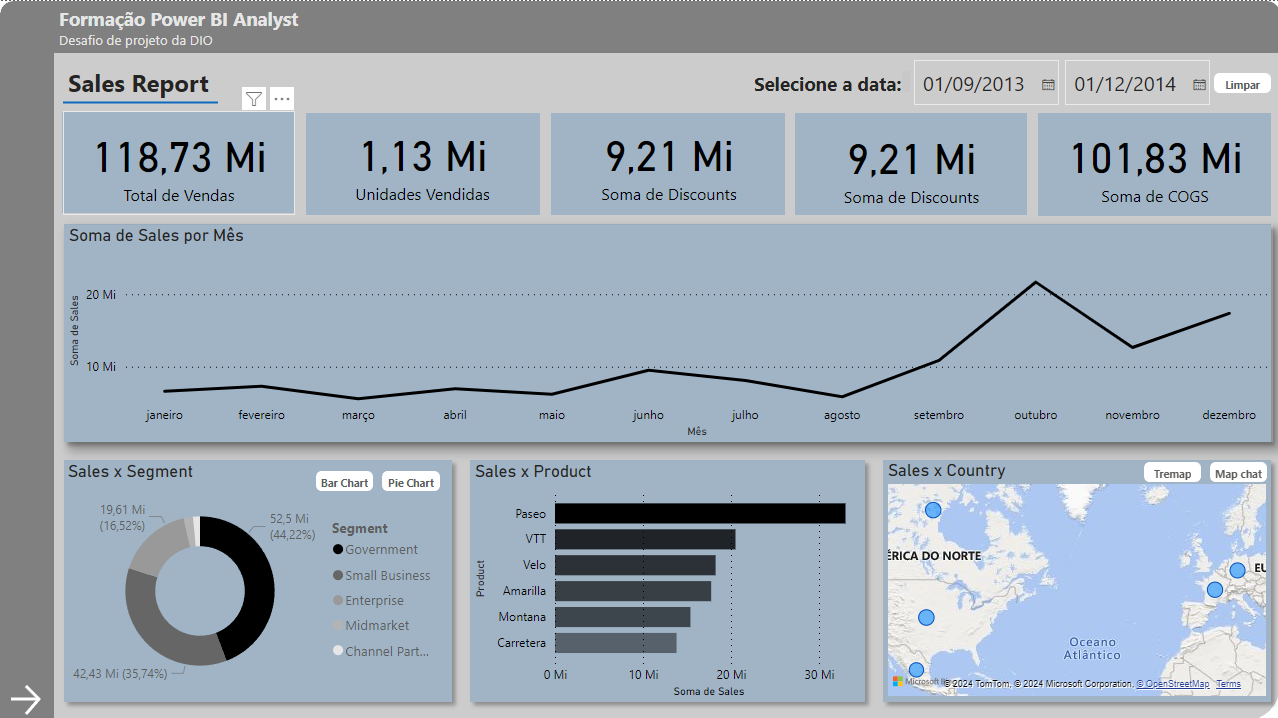 Formação Power BI Analyst
Desafio de projeto da DIO
Sales Report
Selecione a data:
01/09/2013
01/12/2014
Limpar
118,73 Mi
Total de Vendas
1,13 Mi
Unidades Vendidas
9,21 Mi
Soma de Discounts
9,21 Mi
Soma de Discounts
101,83 Mi
Soma de COGS
Soma de Sales por Mês
Soma de Sales
20 Mi
10 Mi
janeiro fevereiro março abril maio junho julho agosto setembro outubro novembro dezembro
Mês
Sales x Segment
Bar Chart
Pie Chart
19,61 Mi
(16,52%)
52,5 Mi
(44,22%)
42,43 Mi (35,74%)
Segment
Government
Small Business
Enterprise
Midmarket
Channel Part...
Sales x Product
Product
Paseo
VTT
Velo
Amarilla
Montana
Carretera
0 Mi 10 Mi 20 Mi 30 Mi
Soma de Sales
Sales x Country
Tremap
Map chat
ÉRICA DO NORTE
EU
Oceano
Atlântico
Microsoft
© 2024 TomTom, © 2024 Microsoft Corporation, © OpenStreetMap Terms